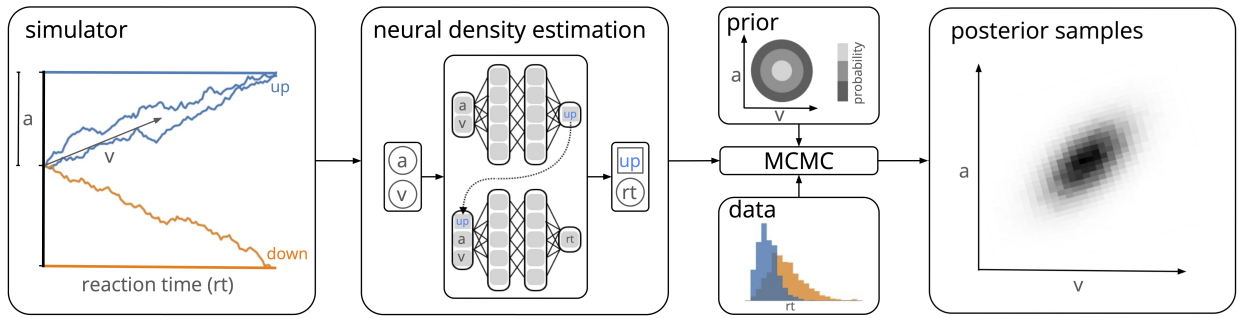 simulator
up
a
v
down
reaction time (rt)
neural density estimation
a
v
up
a
v
up
rt
up
a
v
rt
prior
a
v
probability
MCMC
data
rt
posterior samples
a
v